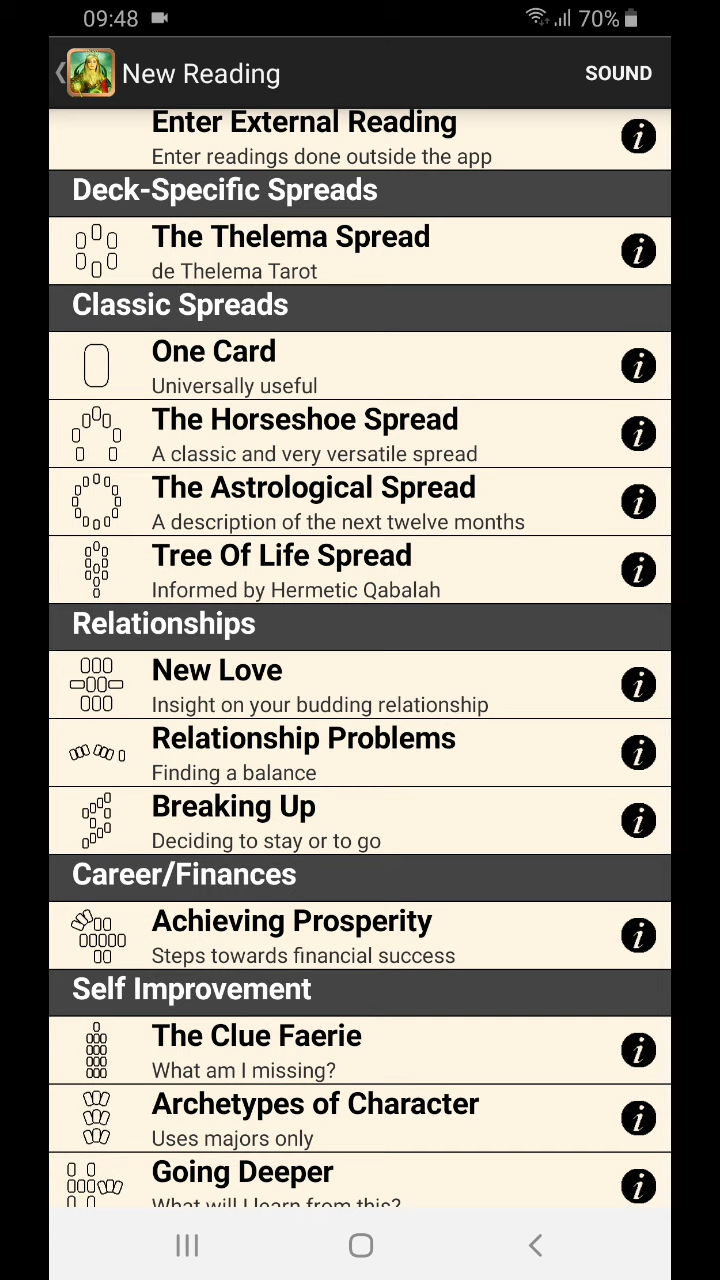 09:48
70%
New Reading
SOUND
Enter External Reading
Enter readings done outside the app
Deck-Specific Spreads
The Thelema Spread
de Thelema Tarot
Classic Spreads
One Card
Universally useful
The Horseshoe Spread
A classic and very versatile spread
The Astrological Spread
A description of the next twelve months
Tree Of Life Spread
Informed by Hermetic Qabalah
Relationships
New Love
Insight on your budding relationship
Relationship Problems
Finding a balance
Breaking Up
Deciding to stay or to go
Career/Finances
Achieving Prosperity
Steps towards financial success
Self Improvement
The Clue Faerie
What am I missing?
Archetypes of Character
Uses majors only
Going Deeper
What will I learn from this?